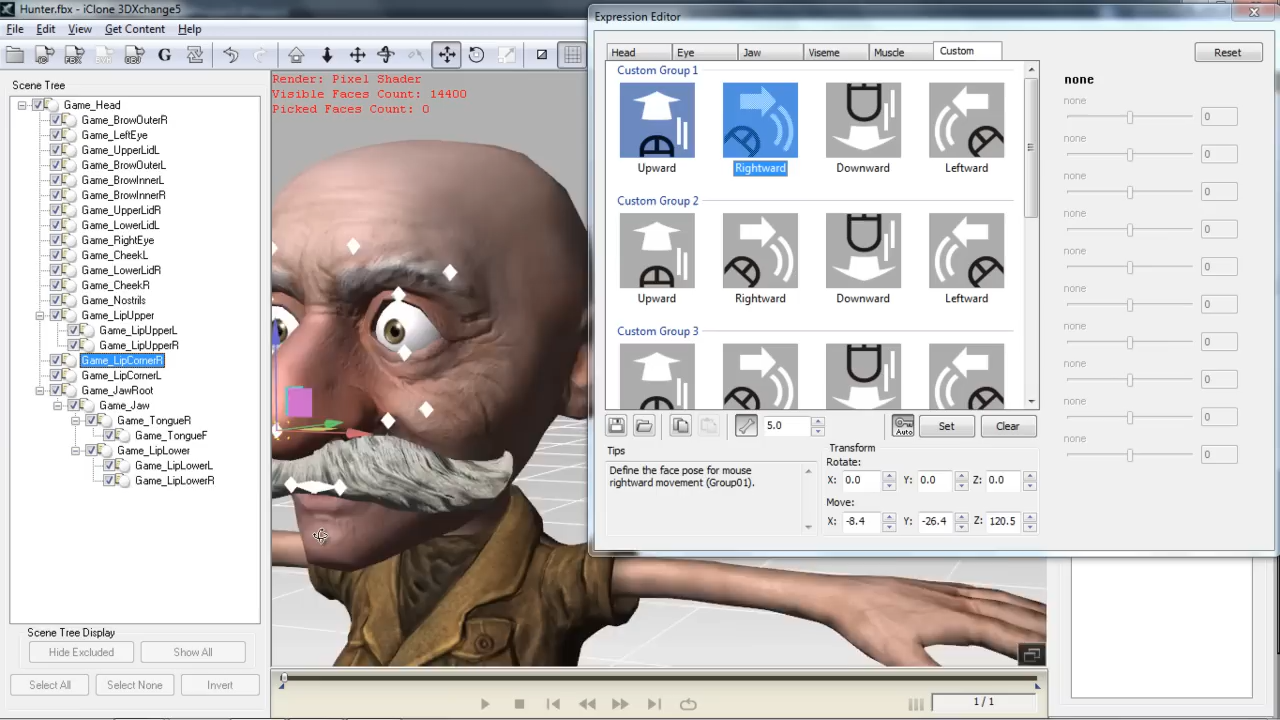 Hunter.fbx - iClone 3DXchange5
File Edit View Get Content Help
Scene Tree
Game_Head
Game_BrowOuterR
Game_LeftEye
Game_UpperLidL
Game_BrowOuterL
Game_BrowInnerL
Game_BrowInnerR
Game_UpperLidR
Game_LowerLidL
Game_RightEye
Game_CheekL
Game_LowerLidR
Game_CheekR
Game_Nostrils
Game_LipUpper
Game_LipUpperL
Game_LipUpperR
Game_LipCornerR
Game_LipCornerL
Game_JawRoot
Game_Jaw
Game_TongueR
Game_TongueF
Game_LipLower
Game_LipLowerL
Game_LipLowerR
Scene Tree Display
Hide Excluded Show All
Select All Select None Invert
Render: Pixel Shader
Visible Faces Count: 14400
Picked Faces Count: 0
1 / 1
Expression Editor
Head Eye Jaw Viseme Muscle Custom
Reset
Custom Group 1
Upward Rightward Downward Leftward
Custom Group 2
Upward Rightward Downward Leftward
Custom Group 3
5.0 Auto Set Clear
Tips
Define the face pose for mouse
rightward movement (Group01).
Transform
Rotate:
X: 0.0 Y: 0.0 Z: 0.0
Move:
X: -8.4 Y: -26.4 Z: 120.5
none
none
0
none
0
none
0
none
0
none
0
none
0
none
0
none
0
none
0
none
0